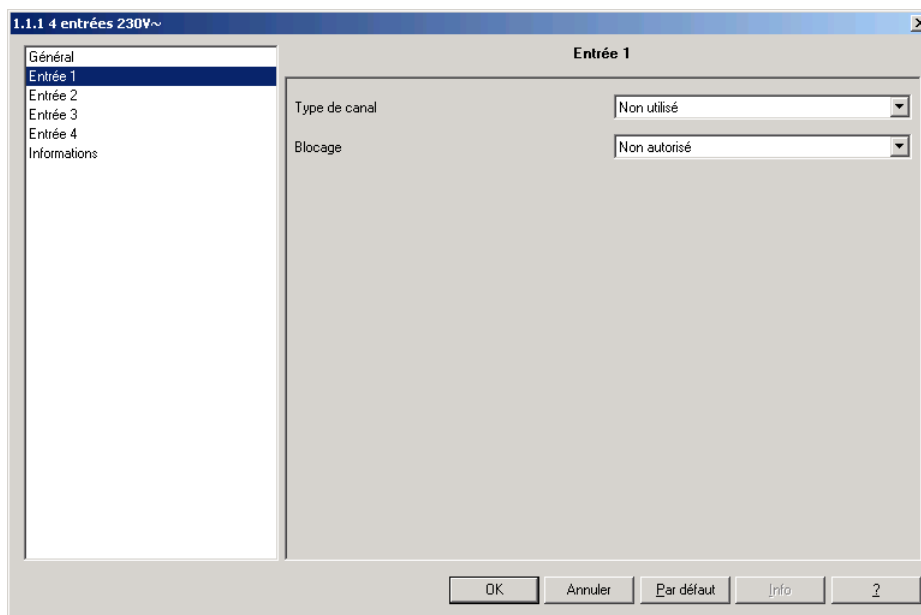 1.1.1 4 entrées 230V~
Général
Entrée 1
Entrée 2
Entrée 3
Entrée 4
Informations
Entrée 1
Type de canal
Non utilisé
Blocage
Non autorisé
OK
Annuler
Par défaut
Info
?